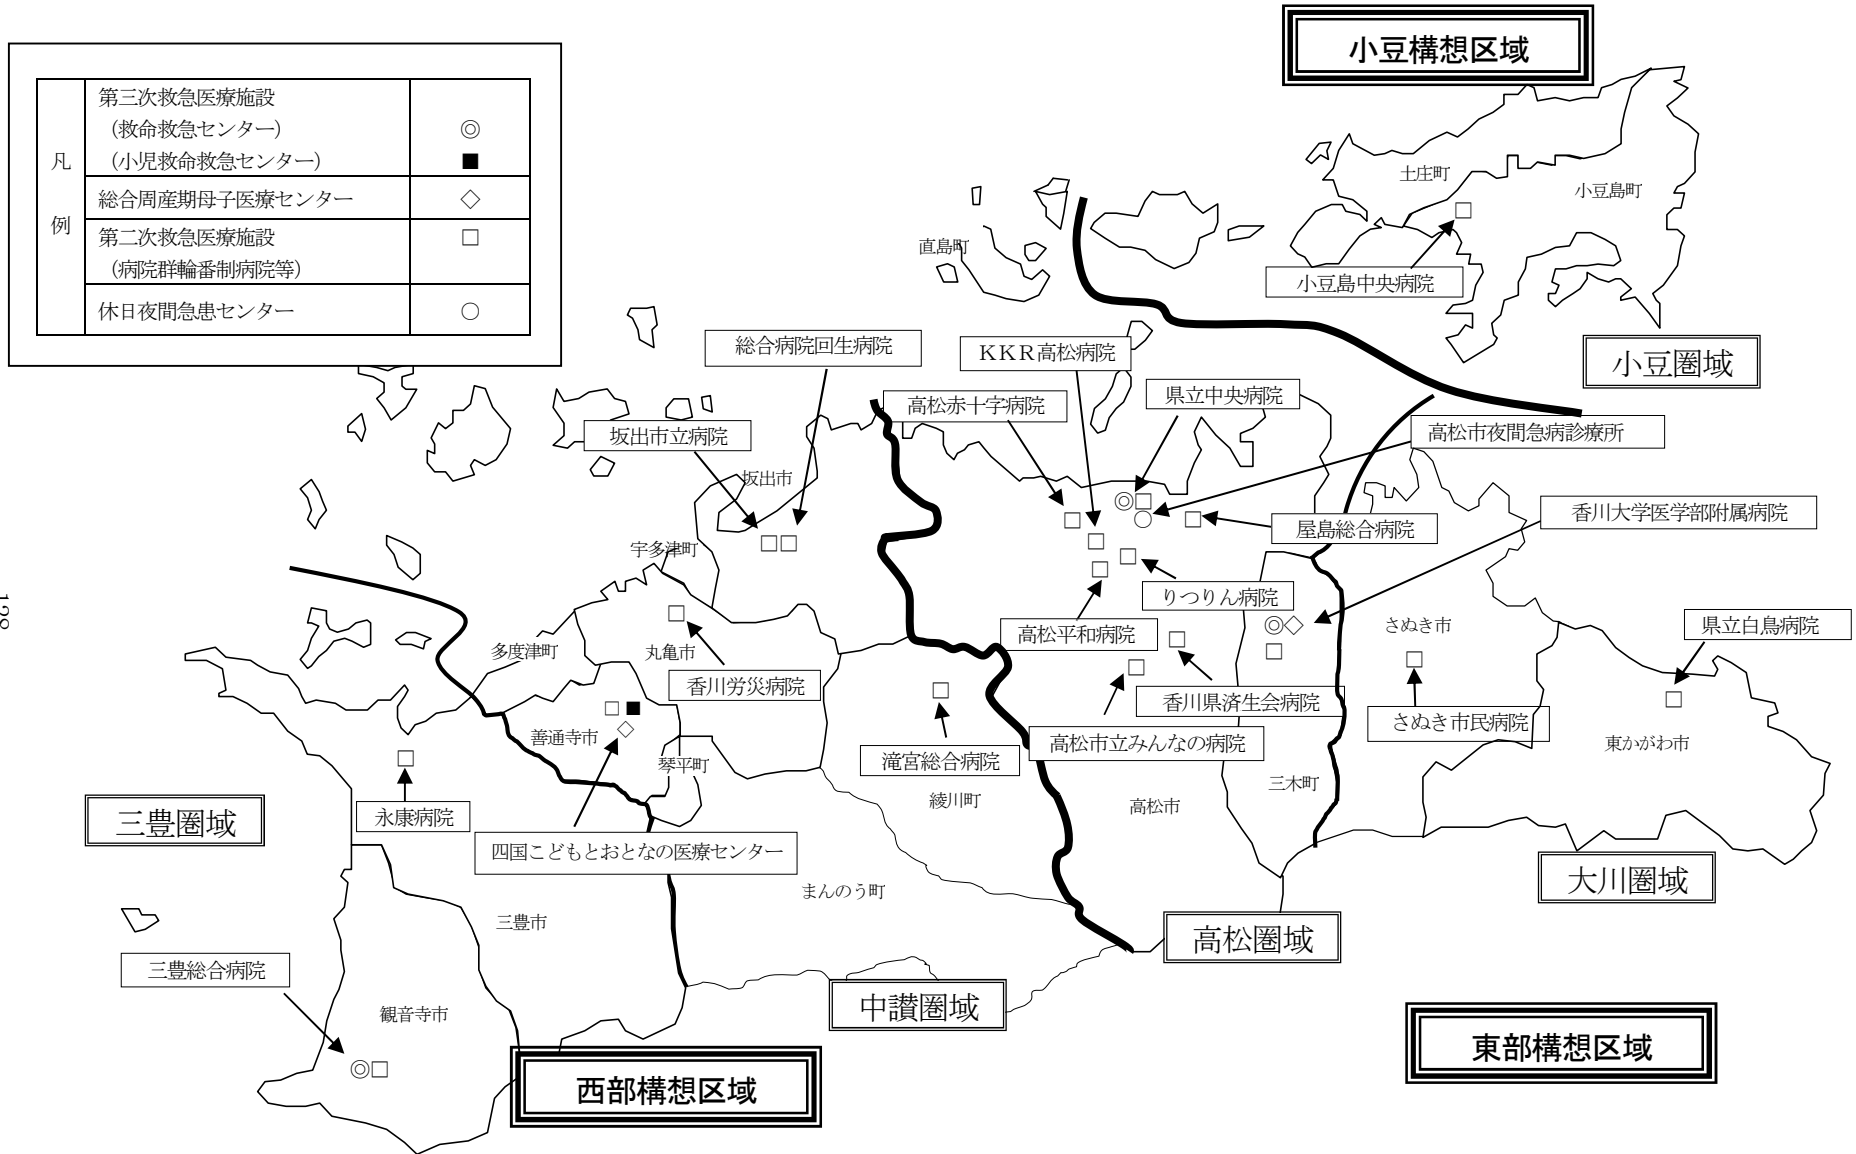 小豆構想区域
凡
例
第三次救急医療施設
(救命救急センター) ◎
(小児救命救急センター) ■
総合周産期母子医療センター ◇
第二次救急医療施設 □
(病院群輪番制病院等)
休日夜間急患センター ○
土庄町
小豆島町
□
小豆島中央病院
直島町
小豆圏域
総合病院回生病院
KKR高松病院
県立中央病院
高松赤十字病院
坂出市立病院
高松市夜間急病診療所
坂出市
◎□
香川大学医学部附属病院
□
○
□
屋島総合病院
□□
□
宇多津町
□
□
りつりん病院
□
多度津町
丸亀市
高松平和病院
◎◇
さぬき市
県立白鳥病院
□
□
□
香川労災病院
□
香川県済生会病院
□
□
□■
◇
善通寺市
さぬき市民病院
高松市立みんなの病院
東かがわ市
滝宮総合病院
□
琴平町
三木町
綾川町
高松市
永康病院
三豊圏域
四国こどもとおとなの医療センター
まんのう町
大川圏域
三豊市
高松圏域
三豊総合病院
中讃圏域
観音寺市
東部構想区域
◎□
西部構想区域
128